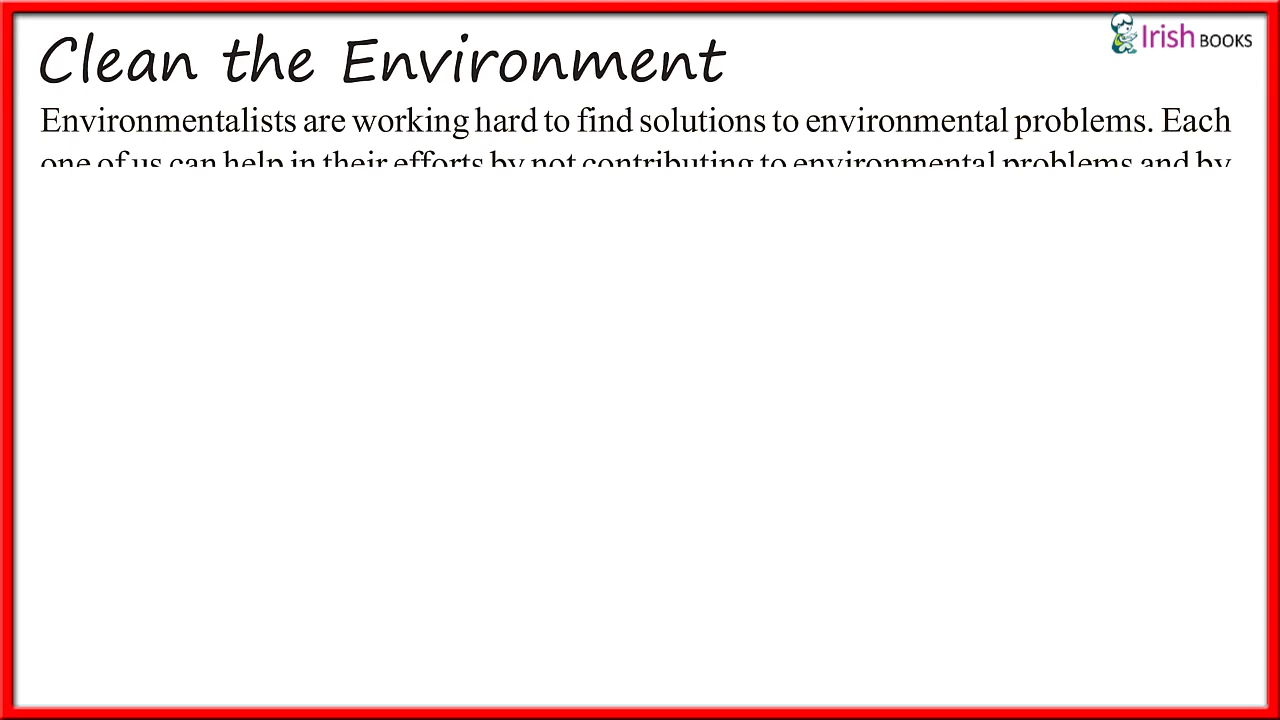 Clean the Environment
Irish BOOKS
Environmentalists are working hard to find solutions to environmental problems. Each
one of us can help in their efforts by not contributing to environmental problems and by